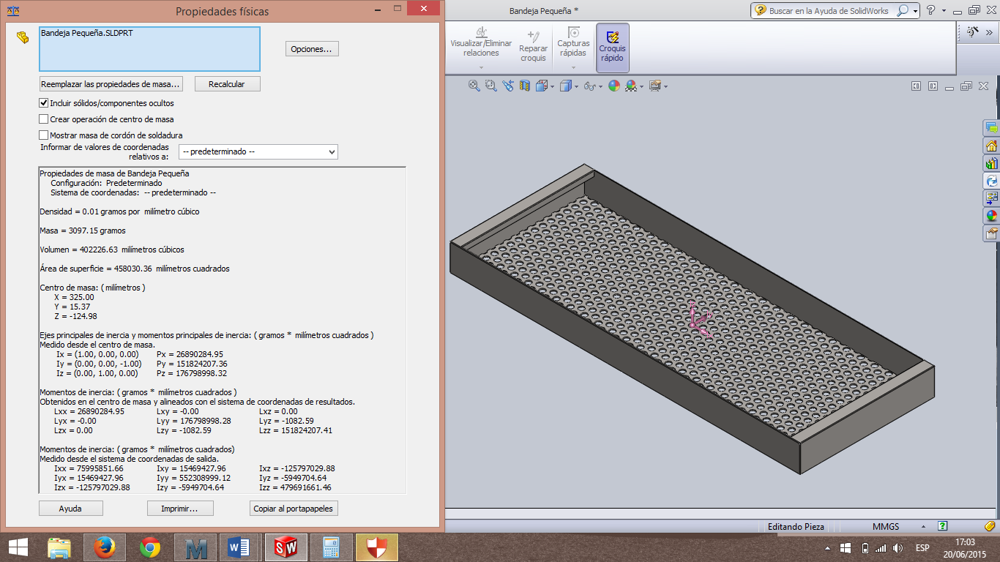 Propiedades físicas
Bandeja Pequeña.SLDPRT
Opciones...
Reemplazar las propiedades de masa...
Recalcular
Incluir sólidos/componentes ocultos
Crear operación de centro de masa
Mostrar masa de cordón de soldadura
Informar de valores de coordenadas
relativos a:
-- predeterminado --
Propiedades de masa de Bandeja Pequeña
Configuración: Predeterminado
Sistema de coordenadas: -- predeterminado --
Densidad = 0.01 gramos por milímetro cúbico
Masa = 3097.15 gramos
Volumen = 402226.63 milímetros cúbicos
Área de superficie = 458030.36 milímetros cuadrados
Centro de masa: ( milímetros )
X = 325.00
Y = 15.37
Z = -124.98
Ejes principales de inercia y momentos principales de inercia: ( gramos * milímetros cuadrados )
Medido desde el centro de masa.
Ix = (1.00, 0.00, 0.00) Px = 26890284.95
Iy = (0.00, 0.00, -1.00) Py = 151824207.36
Iz = (0.00, 1.00, 0.00) Pz = 176798998.32
Momentos de inercia: ( gramos * milímetros cuadrados )
Obtenidos en el centro de masa y alineados con el sistema de coordenadas de resultados.
Lxx = 26890284.95 Lxy = -0.00 Lxz = 0.00
Lyx = -0.00 Lyy = 176798998.28 Lyz = -1082.59
Lzx = 0.00 Lzy = -1082.59 Lzz = 151824207.41
Momentos de inercia: ( gramos * milímetros cuadrados)
Medido desde el sistema de coordenadas de salida.
Ixx = 75995851.66 Ixy = 15469427.96 Ixz = -125797029.88
Iyx = 15469427.96 Iyy = 552308999.12 Iyz = -5949704.64
Izx = -125797029.88 Izy = -5949704.64 Izz = 479691661.46
Ayuda
Imprimir...
Copiar al portapapeles
Bandeja Pequeña *
Buscar en la Ayuda de SolidWorks
Visualizar/Eliminar
relaciones
Reparar
croquis
Capturas
rápidas
Croquis
rápido
Editando Pieza
MMGS
ESP
17:03
20/06/2015